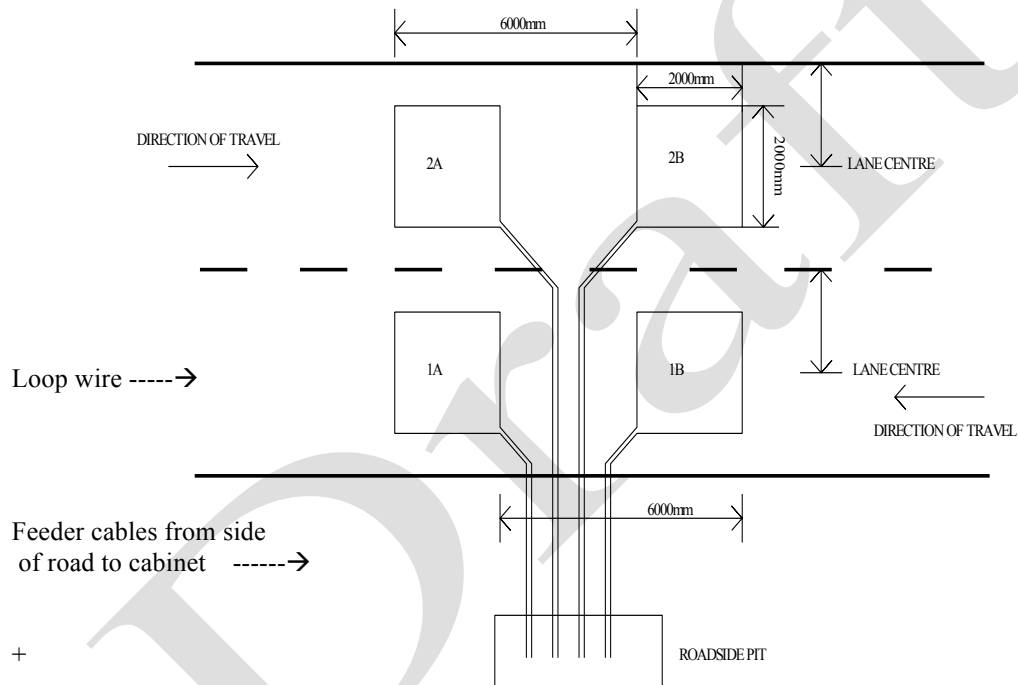 6000mm
2000mm
DIRECTION OF TRAVEL
2A
2B
2000mm
LANE CENTRE
Loop wire -----→
1A
1B
LANE CENTRE
DIRECTION OF TRAVEL
6000mm
Feeder cables from side
of road to cabinet ------→
+
ROADSIDE PIT
Draft